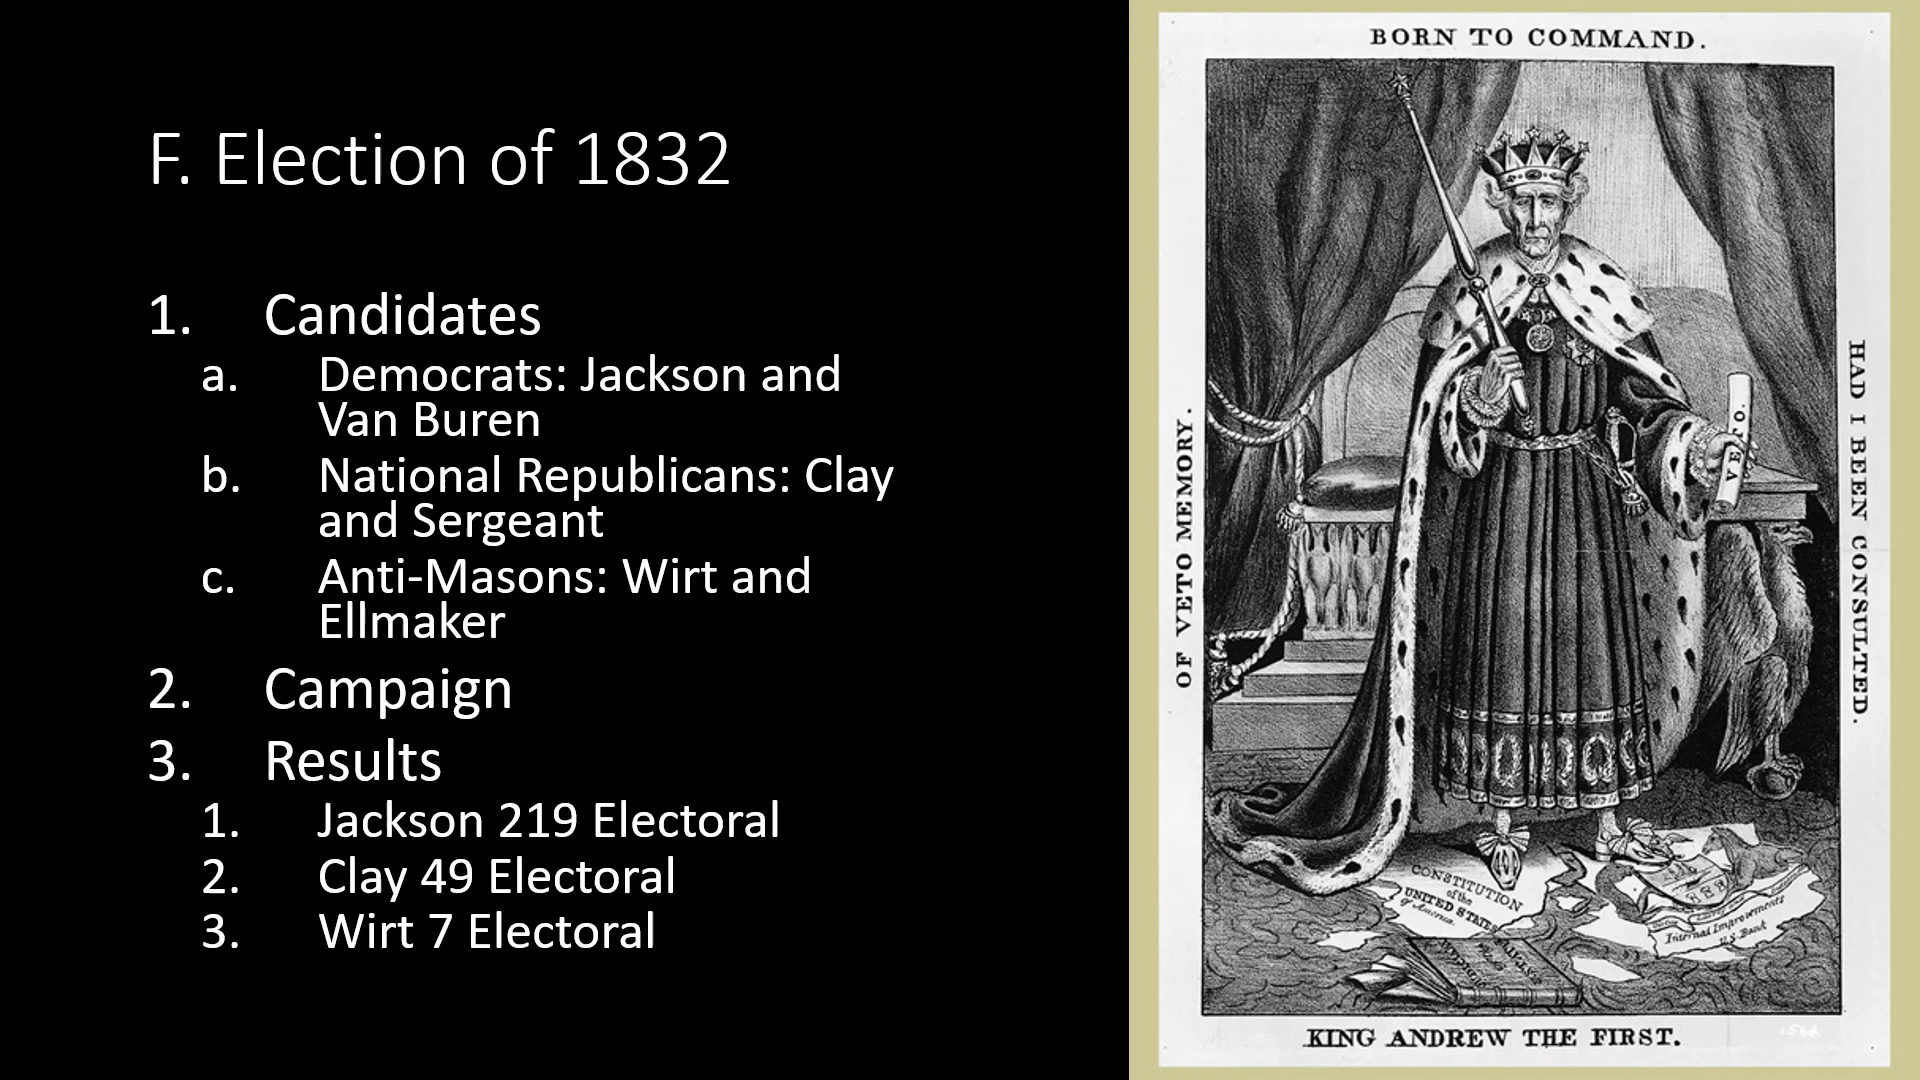 F. Election of 1832
1. Candidates
a. Democrats: Jackson and
Van Buren
b. National Republicans: Clay
and Sergeant
c. Anti-Masons: Wirt and
Ellmaker
2. Campaign
3. Results
1. Jackson 219 Electoral
2. Clay 49 Electoral
3. Wirt 7 Electoral
BORN TO COMMAND.
OF VETO MEMORY.
HAD I BEEN CONSULTED.
VETO.
CONSTITUTION
of the
UNITED STATES
of America.
Internal Improvements
U.S. Bank
KING ANDREW THE FIRST.